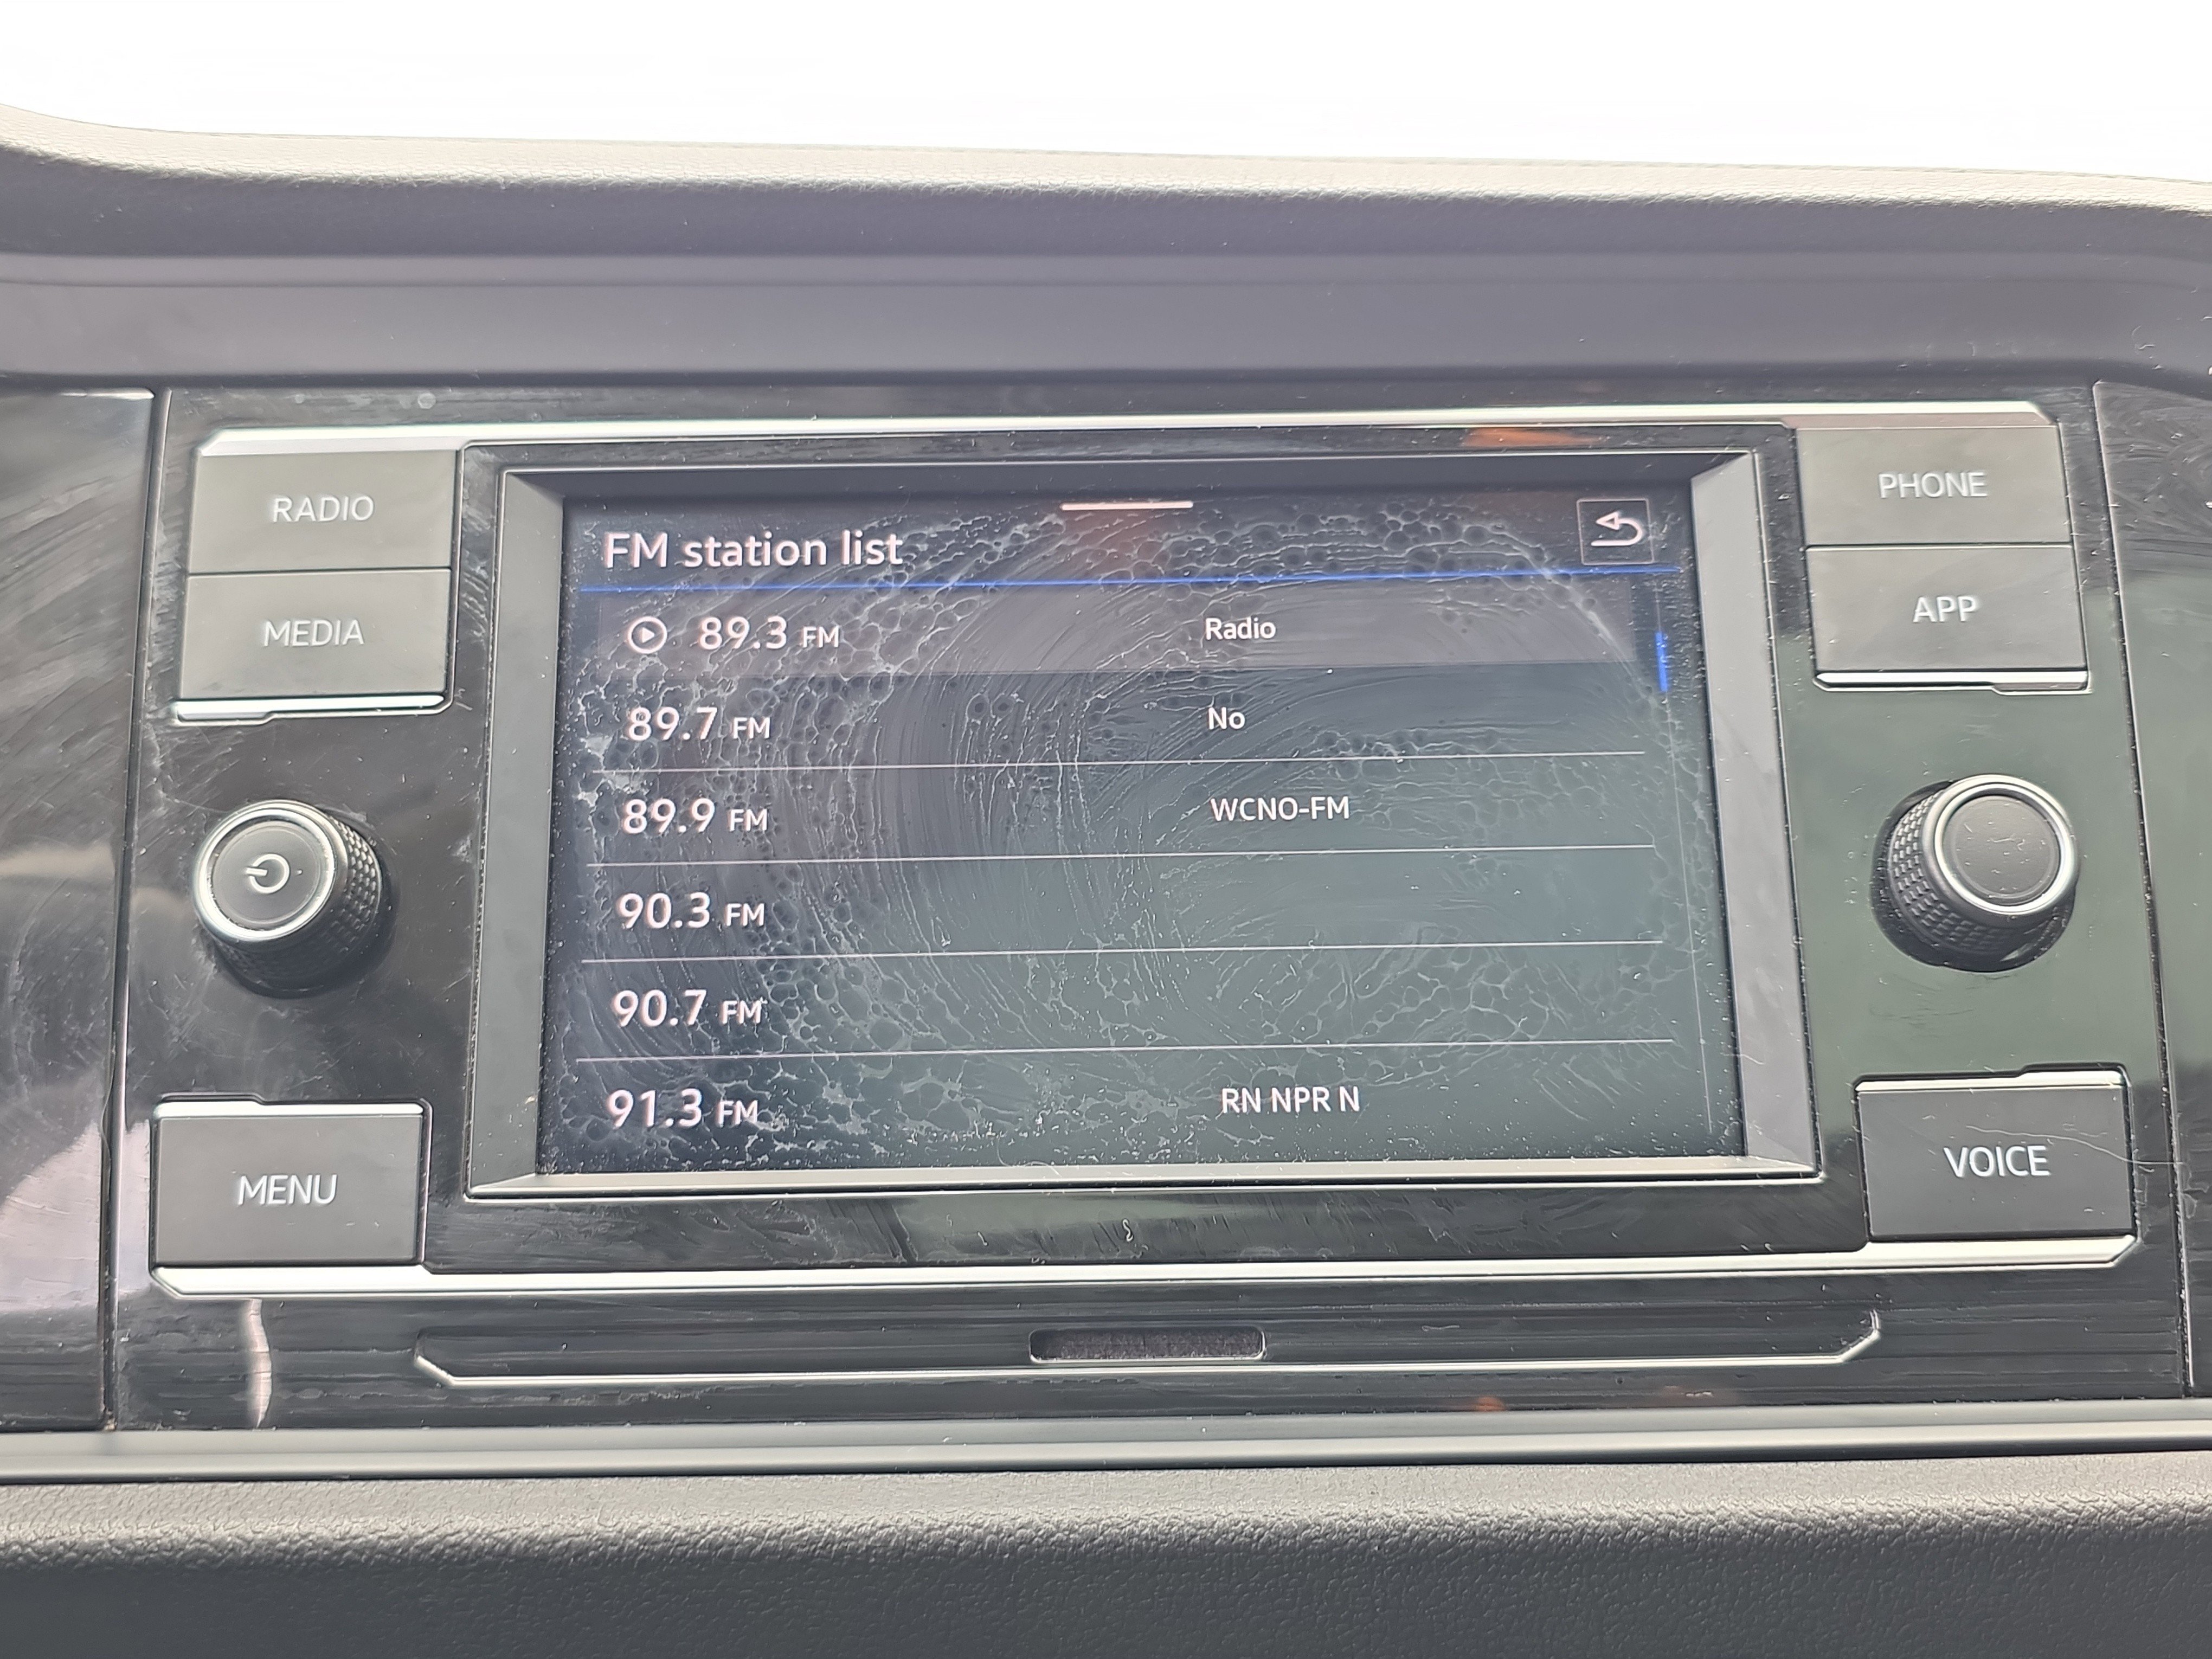 RADIO
MEDIA
MENU
FM station list
89.3 FM Radio
89.7 FM No
89.9 FM WCNO-FM
90.3 FM
90.7 FM
91.3 FM RN NPR N
PHONE
APP
VOICE